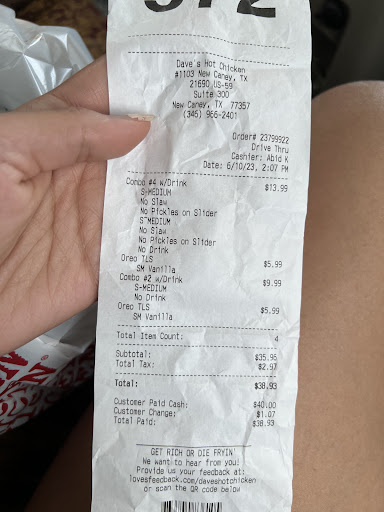 572
Dave's Hot Chicken
#1103 New Caney, TX
21690 US-59
Suite 300
New Caney, TX 77357
(346) 966-2401
Order# 23799922
Drive Thru
Cashier: Abid K
Date: 6/10/23, 2:07 PM
Combo #4 w/Drink $13.99
S-MEDIUM
No Slaw
No Pickles on Slider
S-MEDIUM
No Slaw
No Pickles on Slider
No Drink
Oreo TLS $5.99
SM Vanilla
Combo #2 w/Drink $9.99
S-MEDIUM
No Drink
Oreo TLS $5.99
SM Vanilla
Total Item Count: 4
Subtotal: $35.96
Total Tax: $2.97
Total: $38.93
Customer Paid Cash: $40.00
Customer Change: $1.07
Total Paid: $38.93
GET RICH OR DIE FRYIN'
We want to hear from you!
Provide us your feedback at:
lovesfeedback.com/daveshotchicken
or scan the QR code below